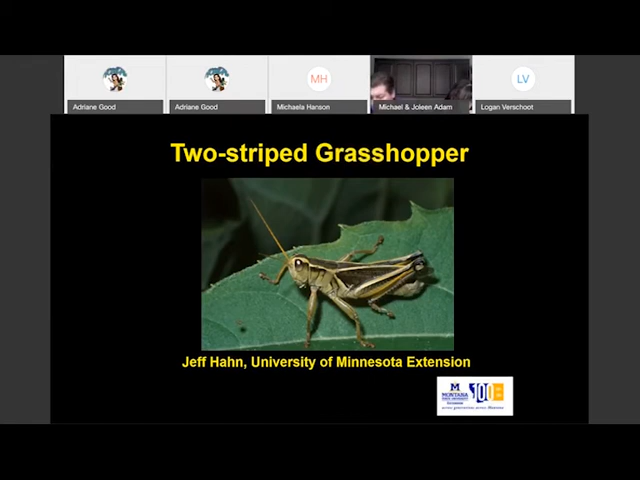 MH
LV
Adriane Good
Adriane Good
Michaela Hanson
Michael & Joleen Adam
Logan Verschoot
Two-striped Grasshopper
Jeff Hahn, University of Minnesota Extension
M
MONTANA
100